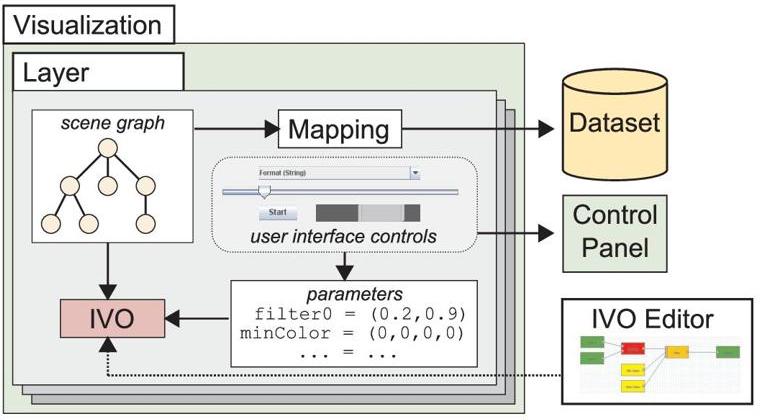 Visualization
Layer
scene graph
Mapping
Dataset
Format (String)
Start
user interface controls
Control
Panel
parameters
filter0 = (0.2,0.9)
minColor = (0,0,0,0)
... = ...
IVO
IVO Editor